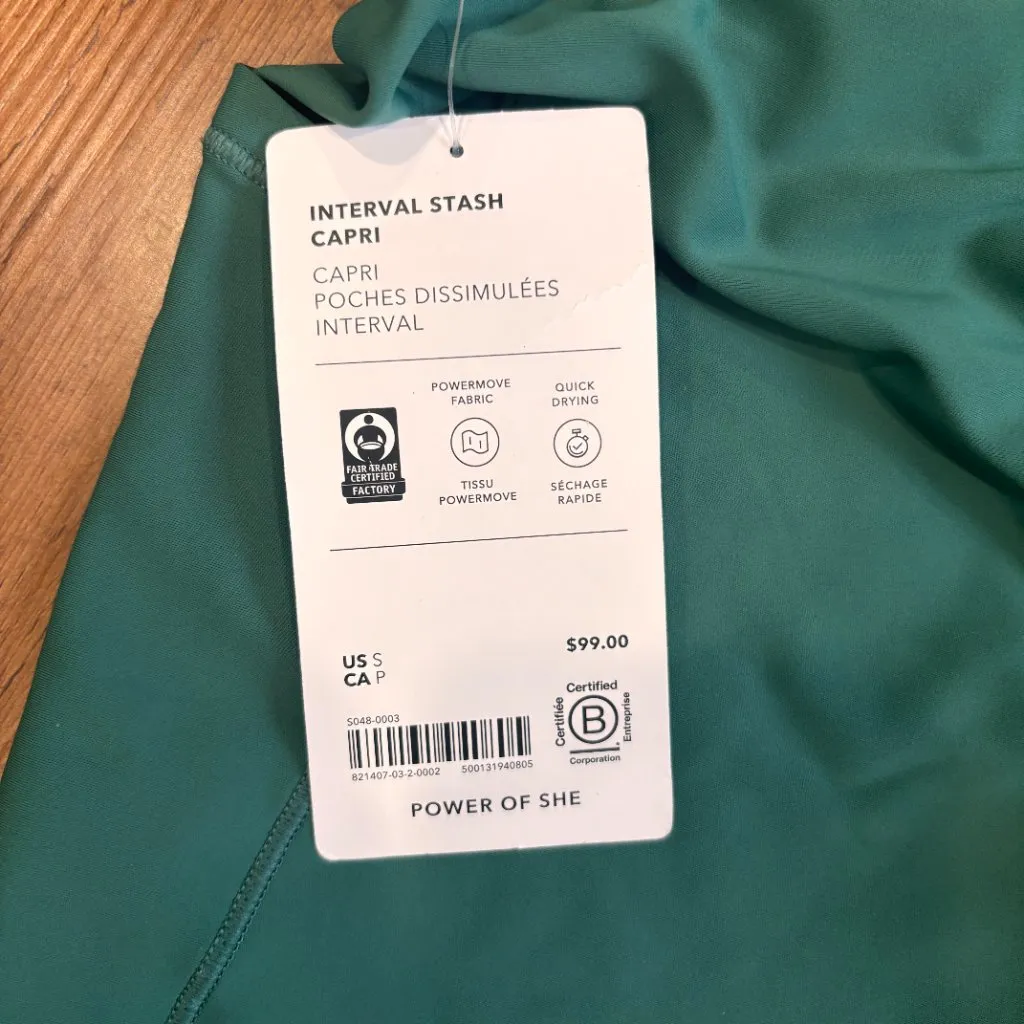 INTERVAL STASH
CAPRI
CAPRI
POCHES DISSIMULÉES
INTERVAL
POWERMOVE
FABRIC
TISSU
POWERMOVE
QUICK
DRYING
SÉCHAGE
RAPIDE
FAIR TRADE
CERTIFIED
FACTORY
$99.00
US S
CA P
S048-0003
821407-03-2-0002 500131940805
Certified
Certifiée
B
Entreprise
Corporation
POWER OF SHE